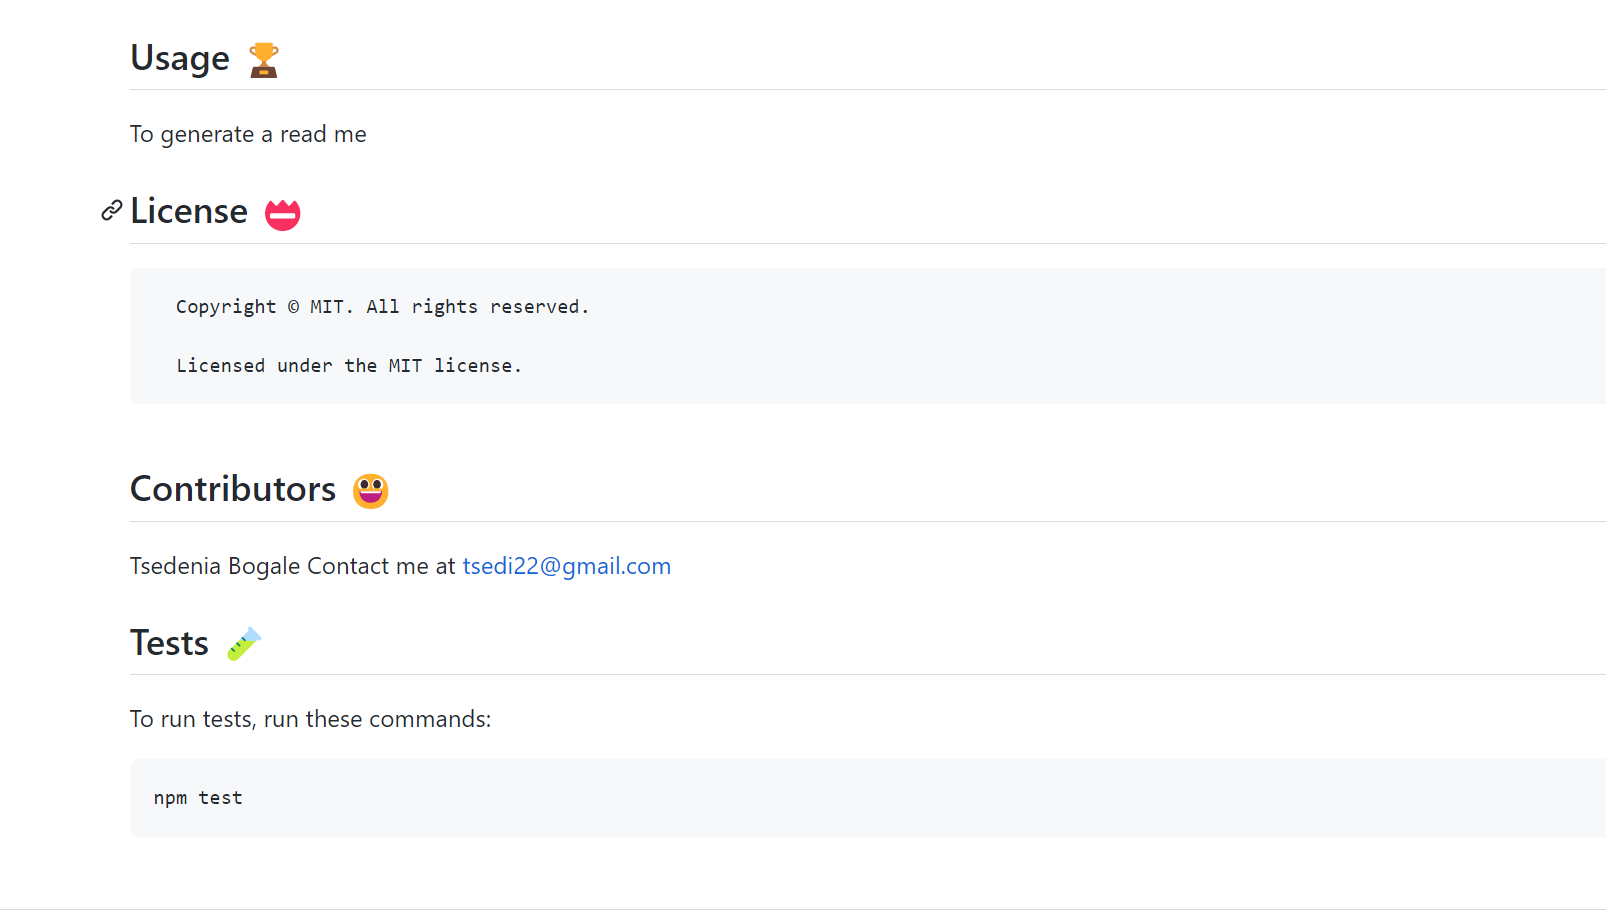 Usage 🏆
To generate a read me
License 📛
Copyright © MIT. All rights reserved.
Licensed under the MIT license.
Contributors 😃
Tsedenia Bogale Contact me at tsedi22@gmail.com
Tests 🧪
To run tests, run these commands:
npm test